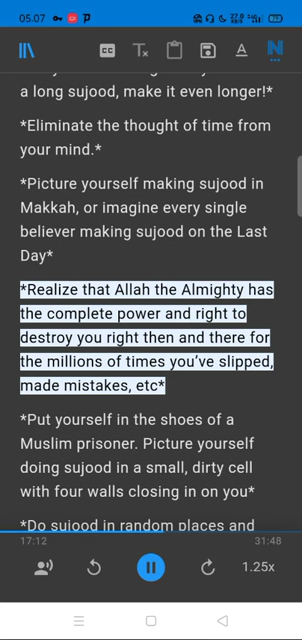 05.07
CC
a long sujood, make it even longer!*
*Eliminate the thought of time from
your mind.*
*Picture yourself making sujood in
Makkah, or imagine every single
believer making sujood on the Last
Day*
*Realize that Allah the Almighty has
the complete power and right to
destroy you right then and there for
the millions of times you’ve slipped,
made mistakes, etc*
*Put yourself in the shoes of a
Muslim prisoner. Picture yourself
doing sujood in a small, dirty cell
with four walls closing in on you*
*Do sujood in random places and
17:12
31:48
1.25x